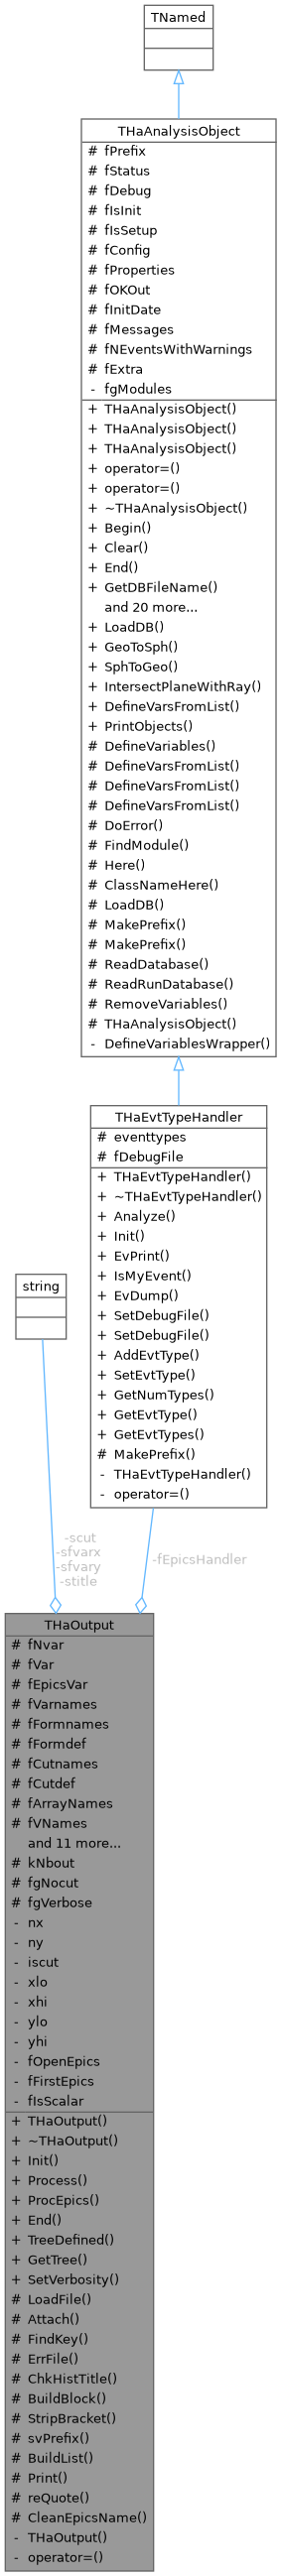 TNamed
THaAnalysisObject
# fPrefix
# fStatus
# fDebug
# fIsInit
# fIsSetup
# fConfig
# fProperties
# fOKOut
# fInitDate
# fMessages
# fNEventsWithWarnings
# fExtra
- fgModules
+ THaAnalysisObject()
+ THaAnalysisObject()
+ THaAnalysisObject()
+ operator=()
+ operator=()
+ ~THaAnalysisObject()
+ Begin()
+ Clear()
+ End()
+ GetDBFileName()
and 20 more...
+ LoadDB()
+ GeoToSph()
+ SphToGeo()
+ IntersectPlaneWithRay()
+ DefineVarsFromList()
+ PrintObjects()
# DefineVariables()
# DefineVarsFromList()
# DefineVarsFromList()
# DefineVarsFromList()
# DoError()
# FindModule()
# Here()
# ClassNameHere()
# LoadDB()
# MakePrefix()
# MakePrefix()
# ReadDatabase()
# ReadRunDatabase()
# RemoveVariables()
# THaAnalysisObject()
- DefineVariablesWrapper()
THaEvtTypeHandler
# eventtypes
# fDebugFile
+ THaEvtTypeHandler()
+ ~THaEvtTypeHandler()
+ Analyze()
+ Init()
+ EvPrint()
+ IsMyEvent()
+ EvDump()
+ SetDebugFile()
+ SetDebugFile()
+ AddEvtType()
+ SetEvtType()
+ GetNumTypes()
+ GetEvtType()
+ GetEvtTypes()
# MakePrefix()
- THaEvtTypeHandler()
- operator=()
string
-scut
-sfvarx
-sfvary
-stitle
-fEpicsHandler
THaOutput
# fNvar
# fVar
# fEpicsVar
# fVarnames
# fFormnames
# fFormdef
# fCutnames
# fCutdef
# fArrayNames
# fVNames
and 11 more...
# kNbout
# fgNocut
# fgVerbose
- nx
- ny
- iscut
- xlo
- xhi
- ylo
- yhi
- fOpenEpics
- fFirstEpics
- fIsScalar
+ THaOutput()
+ ~THaOutput()
+ Init()
+ Process()
+ ProcEpics()
+ End()
+ TreeDefined()
+ GetTree()
+ SetVerbosity()
# LoadFile()
# Attach()
# FindKey()
# ErrFile()
# ChkHistTitle()
# BuildBlock()
# StripBracket()
# svPrefix()
# BuildList()
# Print()
# reQuote()
# CleanEpicsName()
- THaOutput()
- operator=()